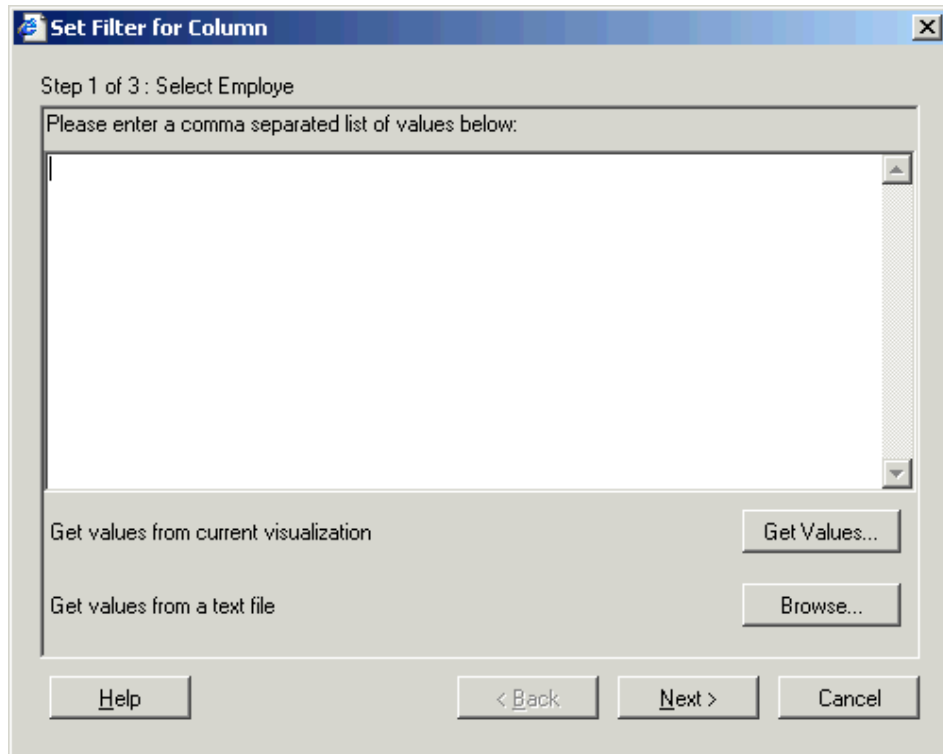 Set Filter for Column
Step 1 of 3 : Select Employe
Please enter a comma separated list of values below:
Get values from current visualization
Get Values...
Get values from a text file
Browse...
Help
< Back
Next >
Cancel